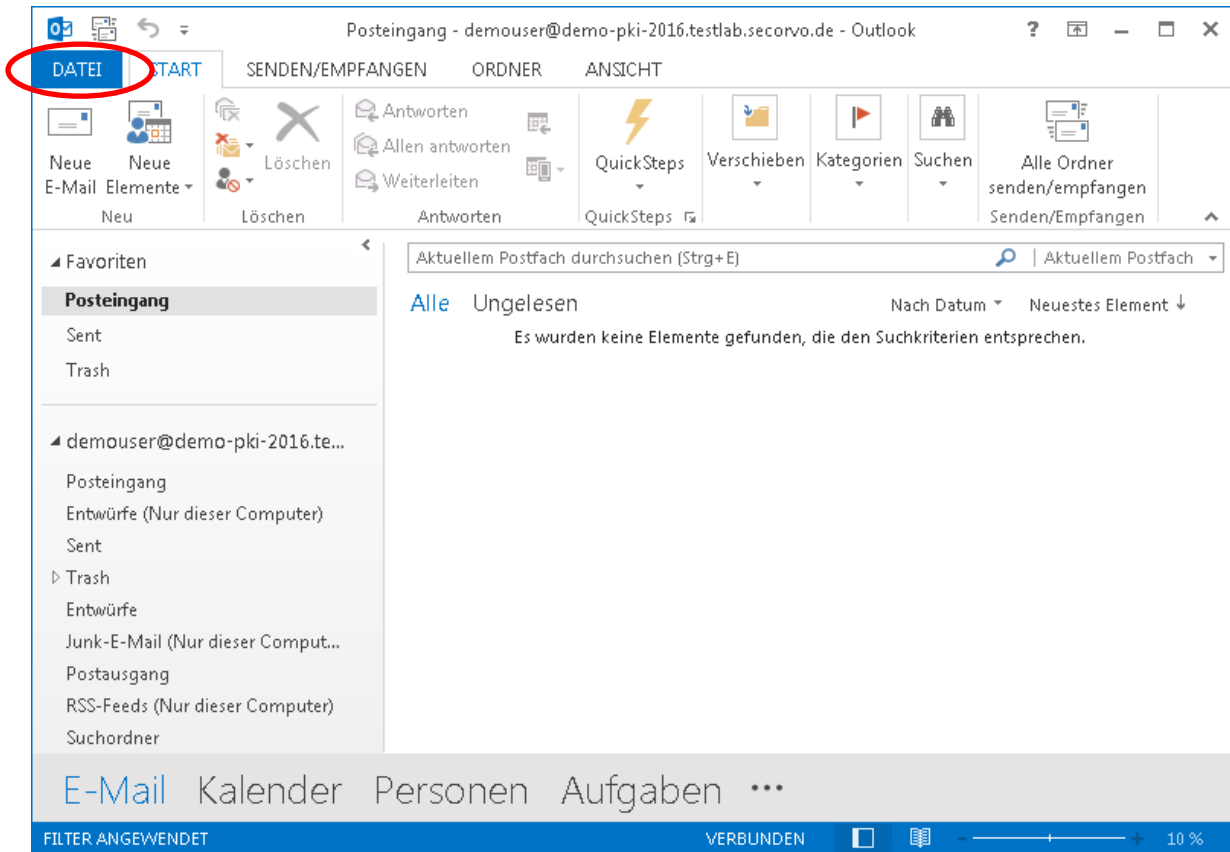 Posteingang - demouser@demo-pki-2016.testlab.secorvo.de - Outlook
DATEI START SENDEN/EMPFANGEN ORDNER ANSICHT
Neue E-Mail
Neue Elemente
Neu
Löschen
Löschen
Antworten
Allen antworten
Weiterleiten
Antworten
QuickSteps
QuickSteps
Verschieben
Kategorien
Suchen
Alle Ordner
senden/empfangen
Senden/Empfangen
Favoriten
Posteingang
Sent
Trash
demouser@demo-pki-2016.te...
Posteingang
Entwürfe (Nur dieser Computer)
Sent
Trash
Entwürfe
Junk-E-Mail (Nur dieser Comput...
Postausgang
RSS-Feeds (Nur dieser Computer)
Suchordner
Aktuellem Postfach durchsuchen (Strg+E) Aktuellem Postfach
Alle Ungelesen Nach Datum Neuestes Element
Es wurden keine Elemente gefunden, die den Suchkriterien entsprechen.
E-Mail Kalender Personen Aufgaben ...
FILTER ANGEWENDET VERBUNDEN 10 %